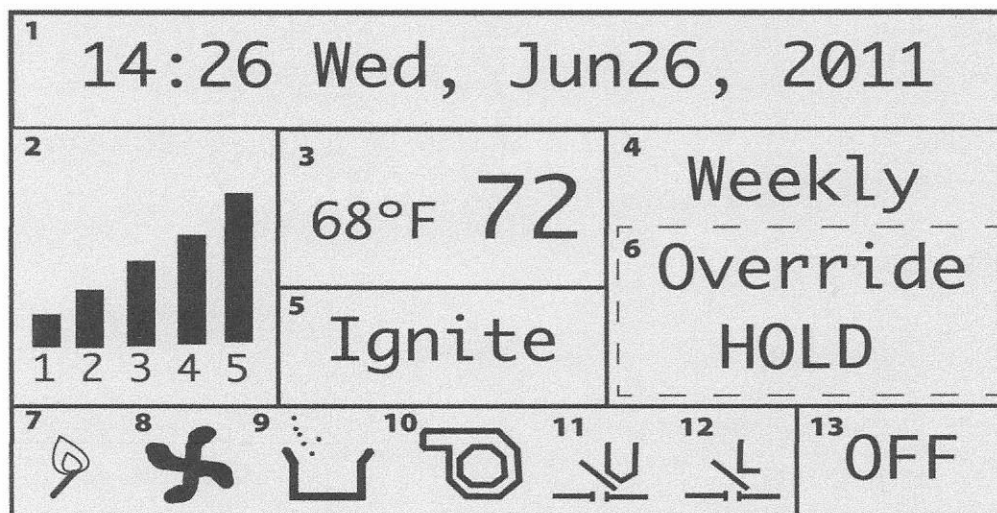 1
14:26 Wed, Jun26, 2011
2
1 2 3 4 5
3
68°F 72
4
Weekly
5
Ignite
6
Override
HOLD
7 8 9 10 11 12 13
U L OFF